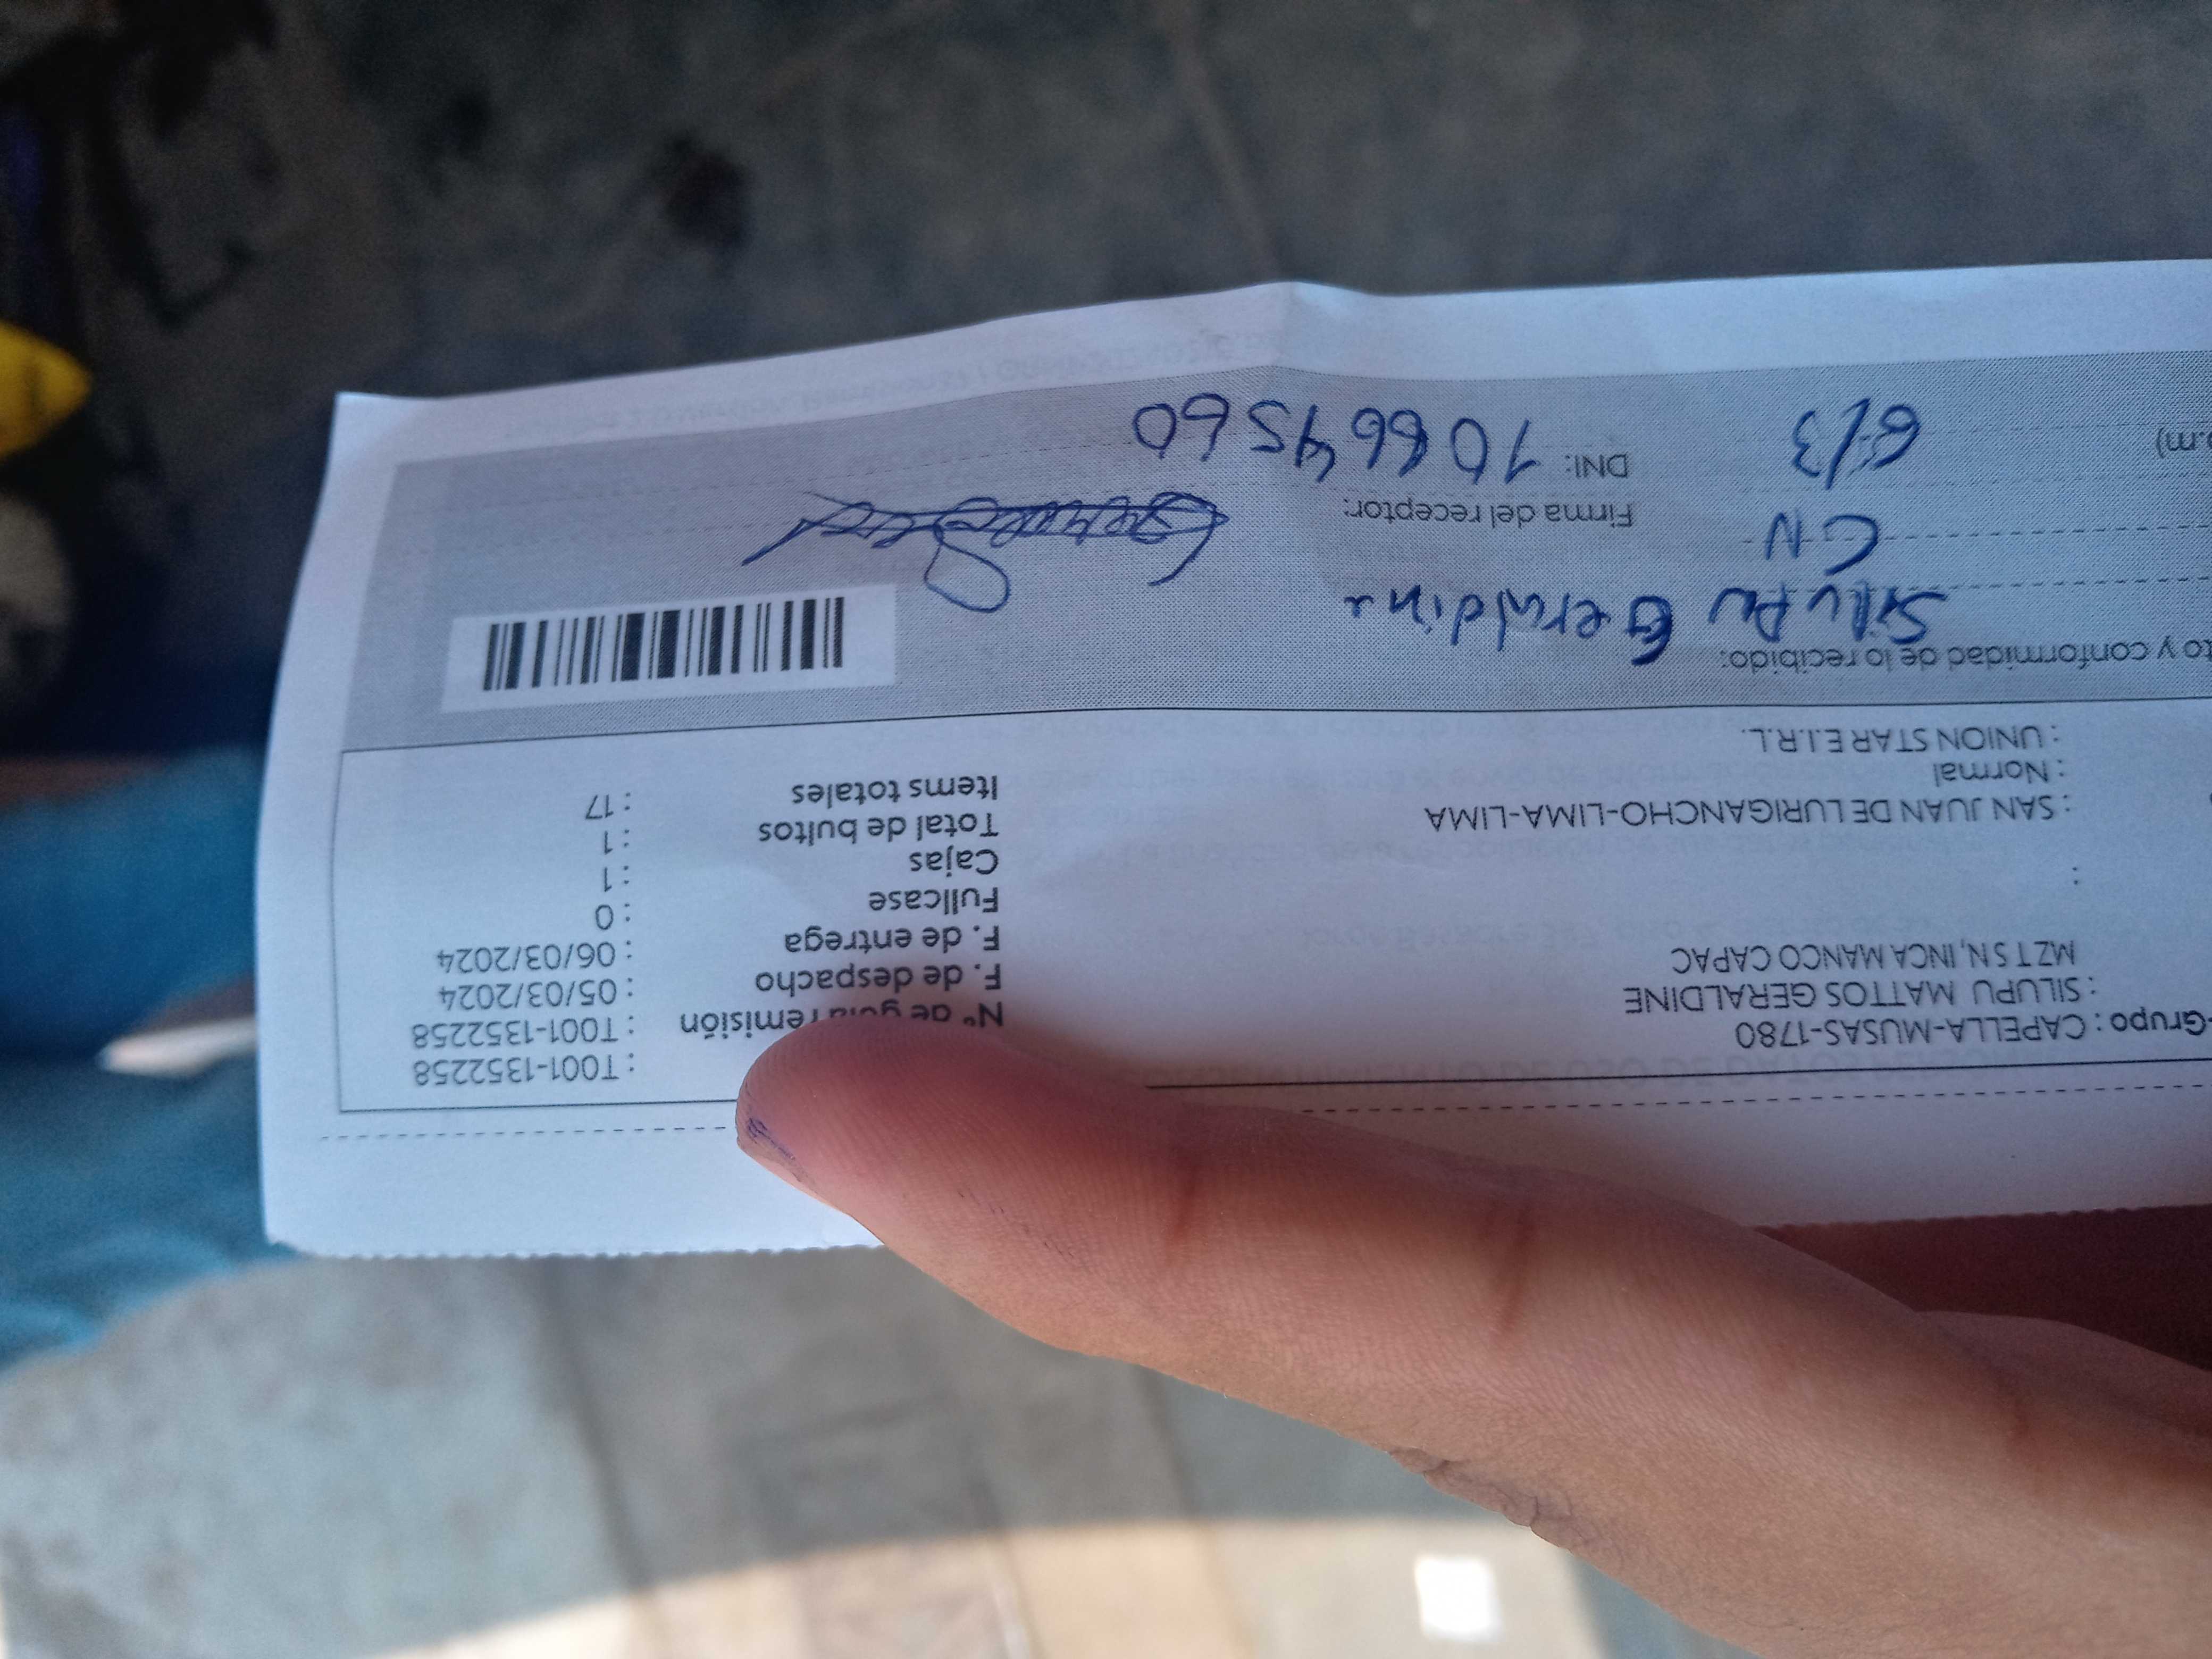 : T001-1352258
Grupo : CAPELLA-MUSAS-1780
N° de guía remisión : T001-1352258
: SILUPU MATTOS GERALDINE
F. de despacho : 05/03/2024
MZ T S N, INCA MANCO CAPAC
F. de entrega : 06/03/2024
Fullcase : 0
:
Cajas : 1
: SAN JUAN DE LURIGANCHO-LIMA-LIMA
Total de bultos : 1
: Normal
Items totales : 17
: UNION STAR E.I.R.L.
to y conformidad de lo recibido:
Silupu Geraldine
CN
Firma del receptor:
p.m)
6/3
DNI: